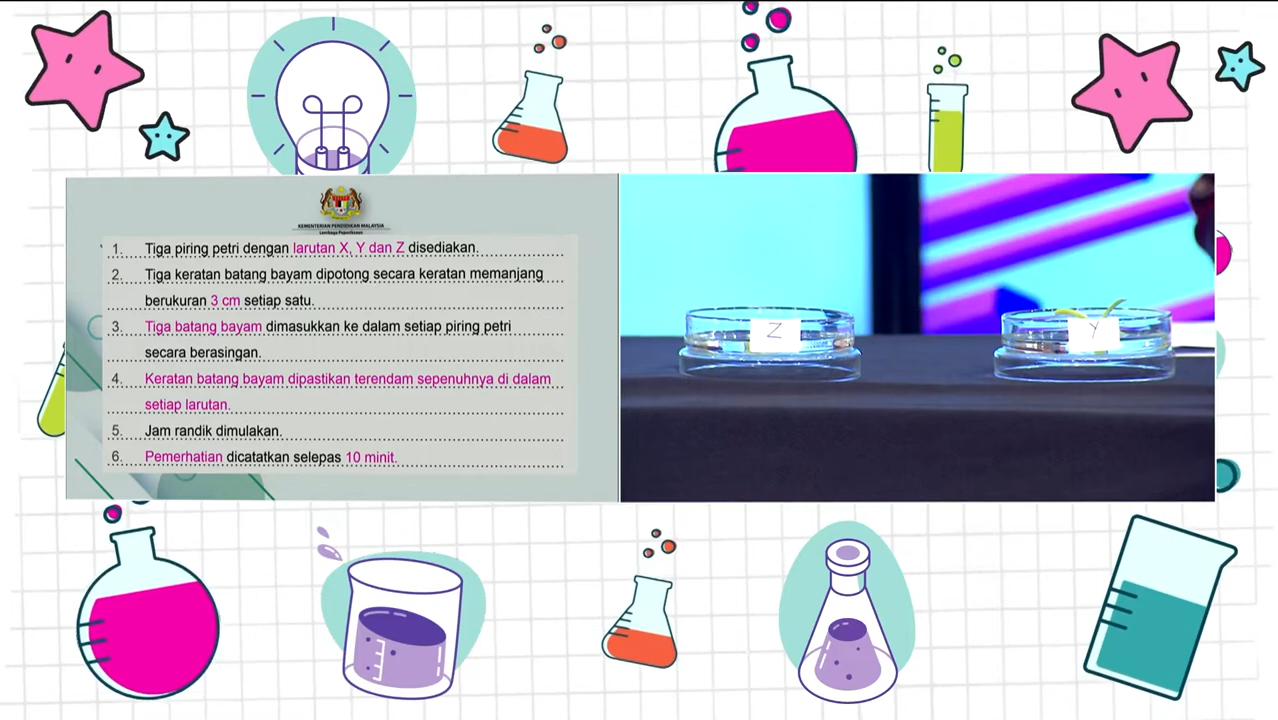 KEMENTERIAN PENDIDIKAN MALAYSIA
Lembaga Peperiksaan
1. Tiga piring petri dengan larutan X, Y dan Z disediakan.
2. Tiga keratan batang bayam dipotong secara keratan memanjang
berukuran 3 cm setiap satu.
3. Tiga batang bayam dimasukkan ke dalam setiap piring petri
secara berasingan.
4. Keratan batang bayam dipastikan terendam sepenuhnya di dalam
setiap larutan.
5. Jam randik dimulakan.
6. Pemerhatian dicatatkan selepas 10 minit.
Z
Y